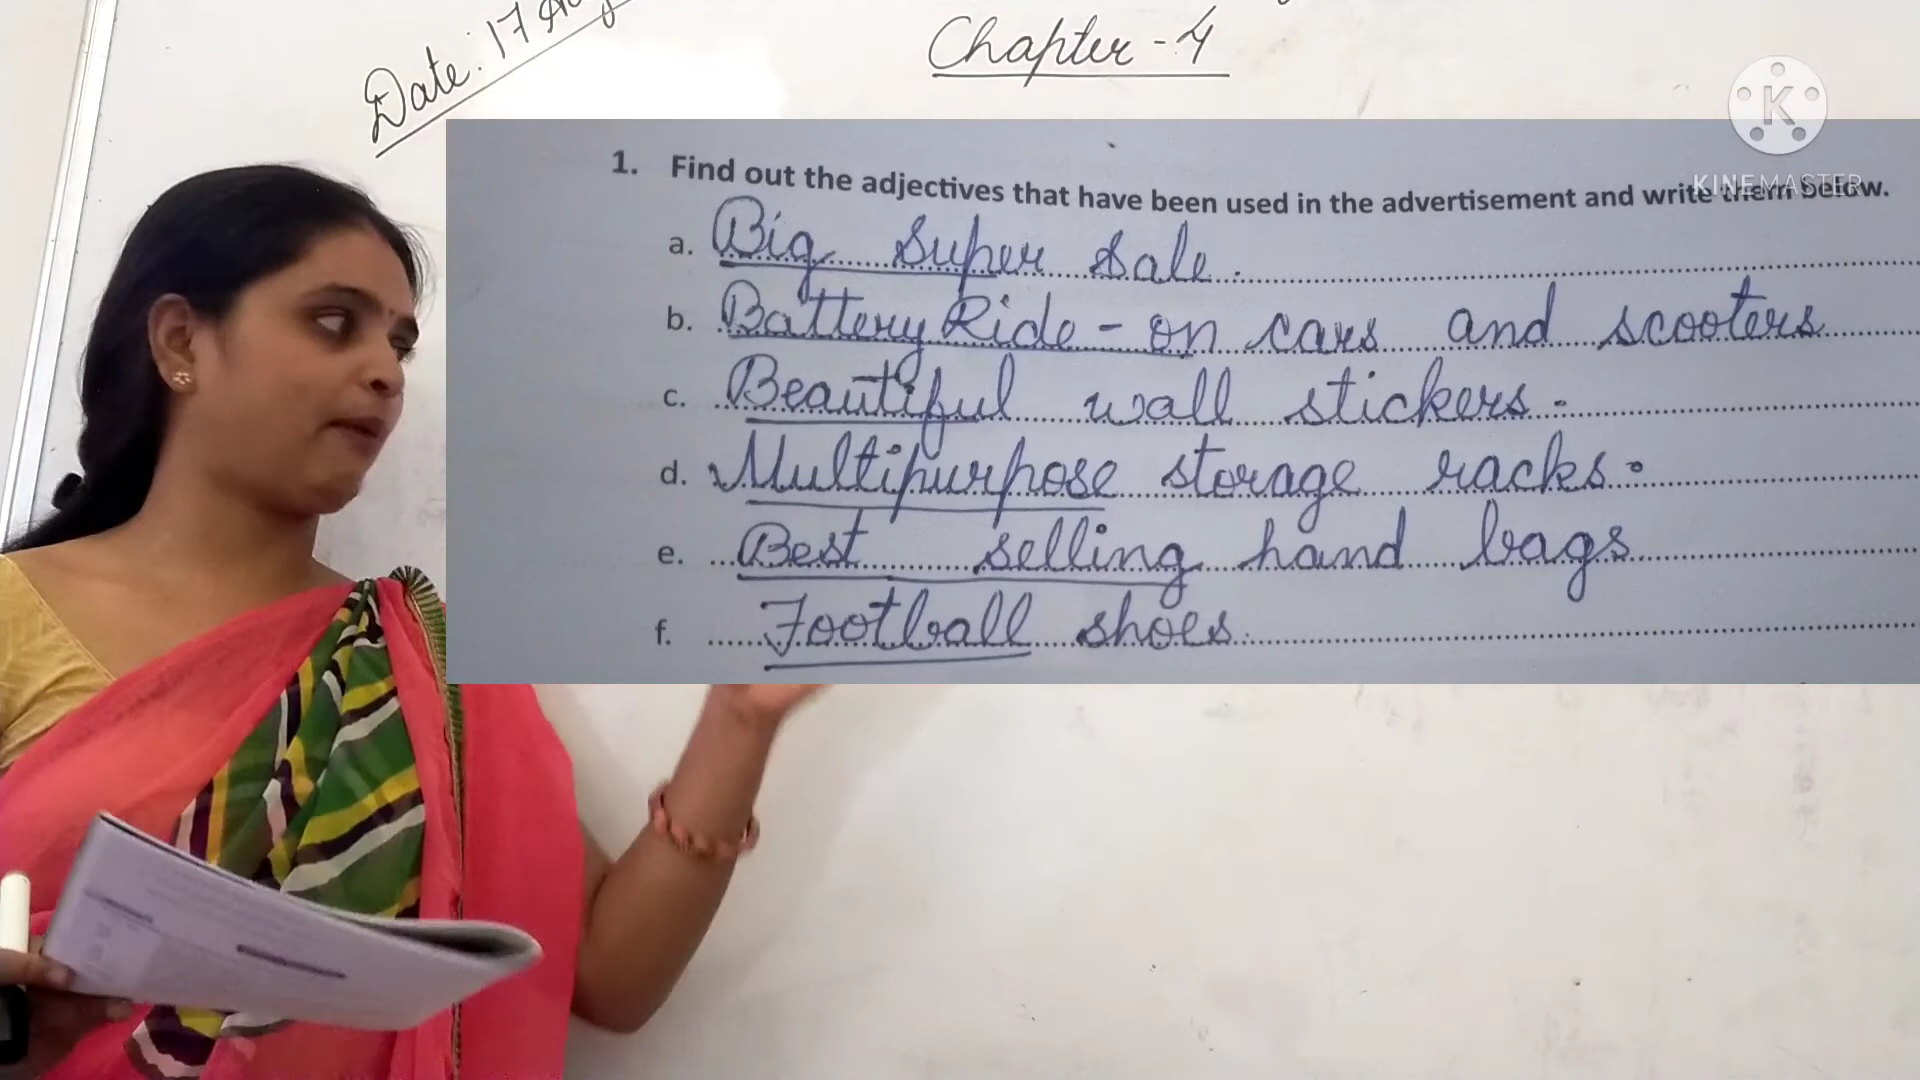 Date: 17 Aug
Chapter - 4
K
KINEMASTER
1. Find out the adjectives that have been used in the advertisement and write them below.
a. Big super sale.
b. Battery Ride - on cars and scooters
c. Beautiful wall stickers.
d. Multipurpose storage racks.
e. Best selling hand bags
f. Football shoes.